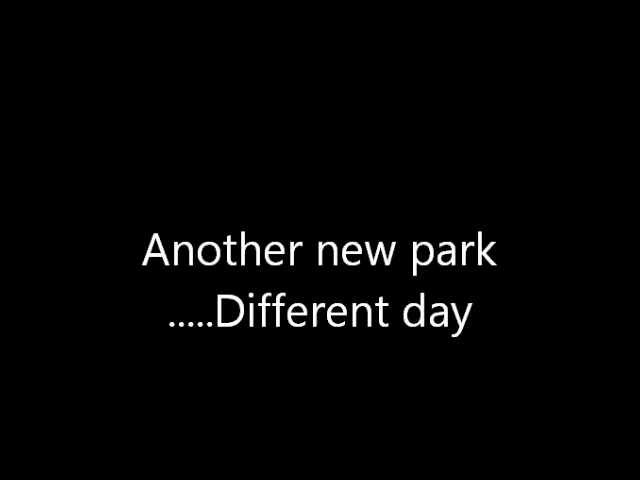 Another new park
.....Different day